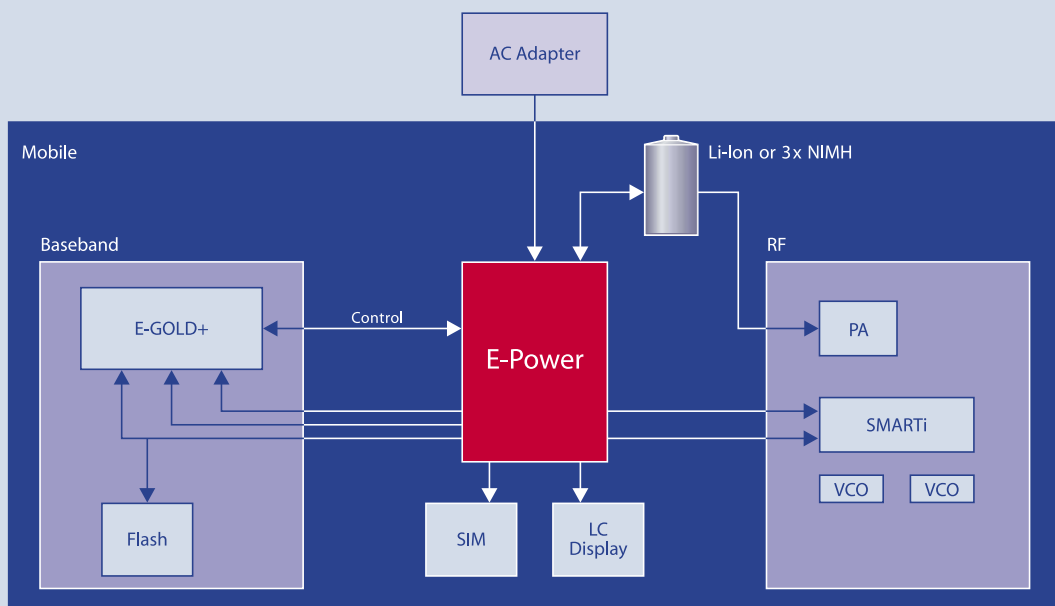 AC Adapter
Mobile
Li-Ion or 3x NIMH
Baseband
RF
E-GOLD+
Control
E-Power
PA
SMARTi
VCO
VCO
Flash
SIM
LC
Display